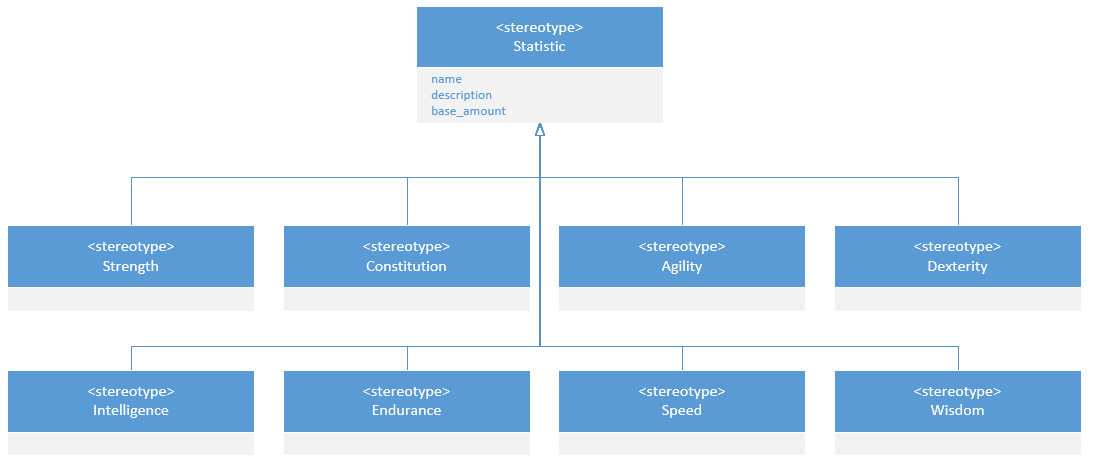 <stereotype>
Statistic
name
description
base_amount
<stereotype>
Strength
<stereotype>
Constitution
<stereotype>
Agility
<stereotype>
Dexterity
<stereotype>
Intelligence
<stereotype>
Endurance
<stereotype>
Speed
<stereotype>
Wisdom